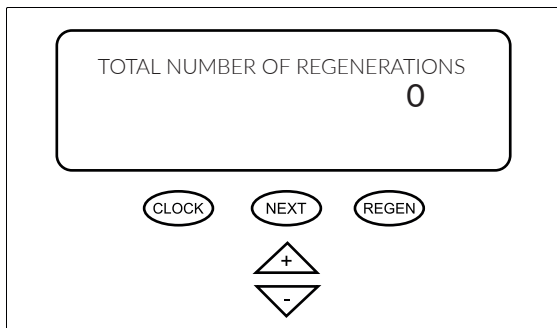 TOTAL NUMBER OF REGENERATIONS
0
CLOCK NEXT REGEN
+
-